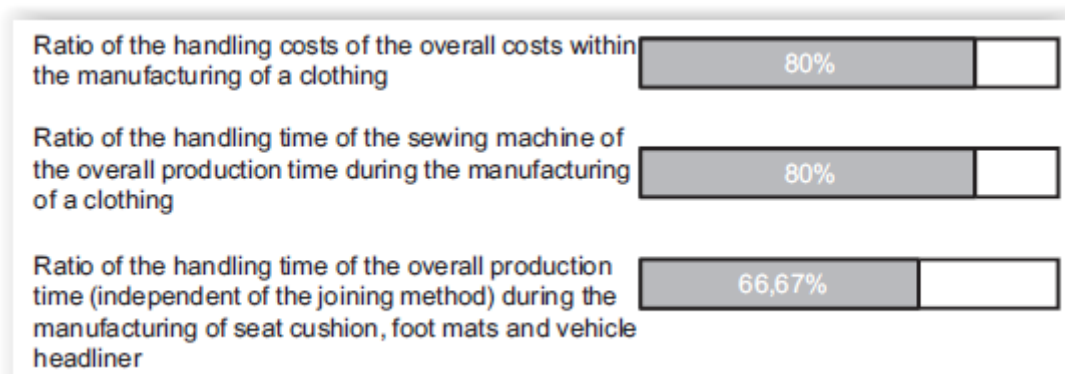 Ratio of the handling costs of the overall costs within
the manufacturing of a clothing
80%
Ratio of the handling time of the sewing machine of
the overall production time during the manufacturing
of a clothing
80%
Ratio of the handling time of the overall production
time (independent of the joining method) during the
manufacturing of seat cushion, foot mats and vehicle
headliner
66,67%